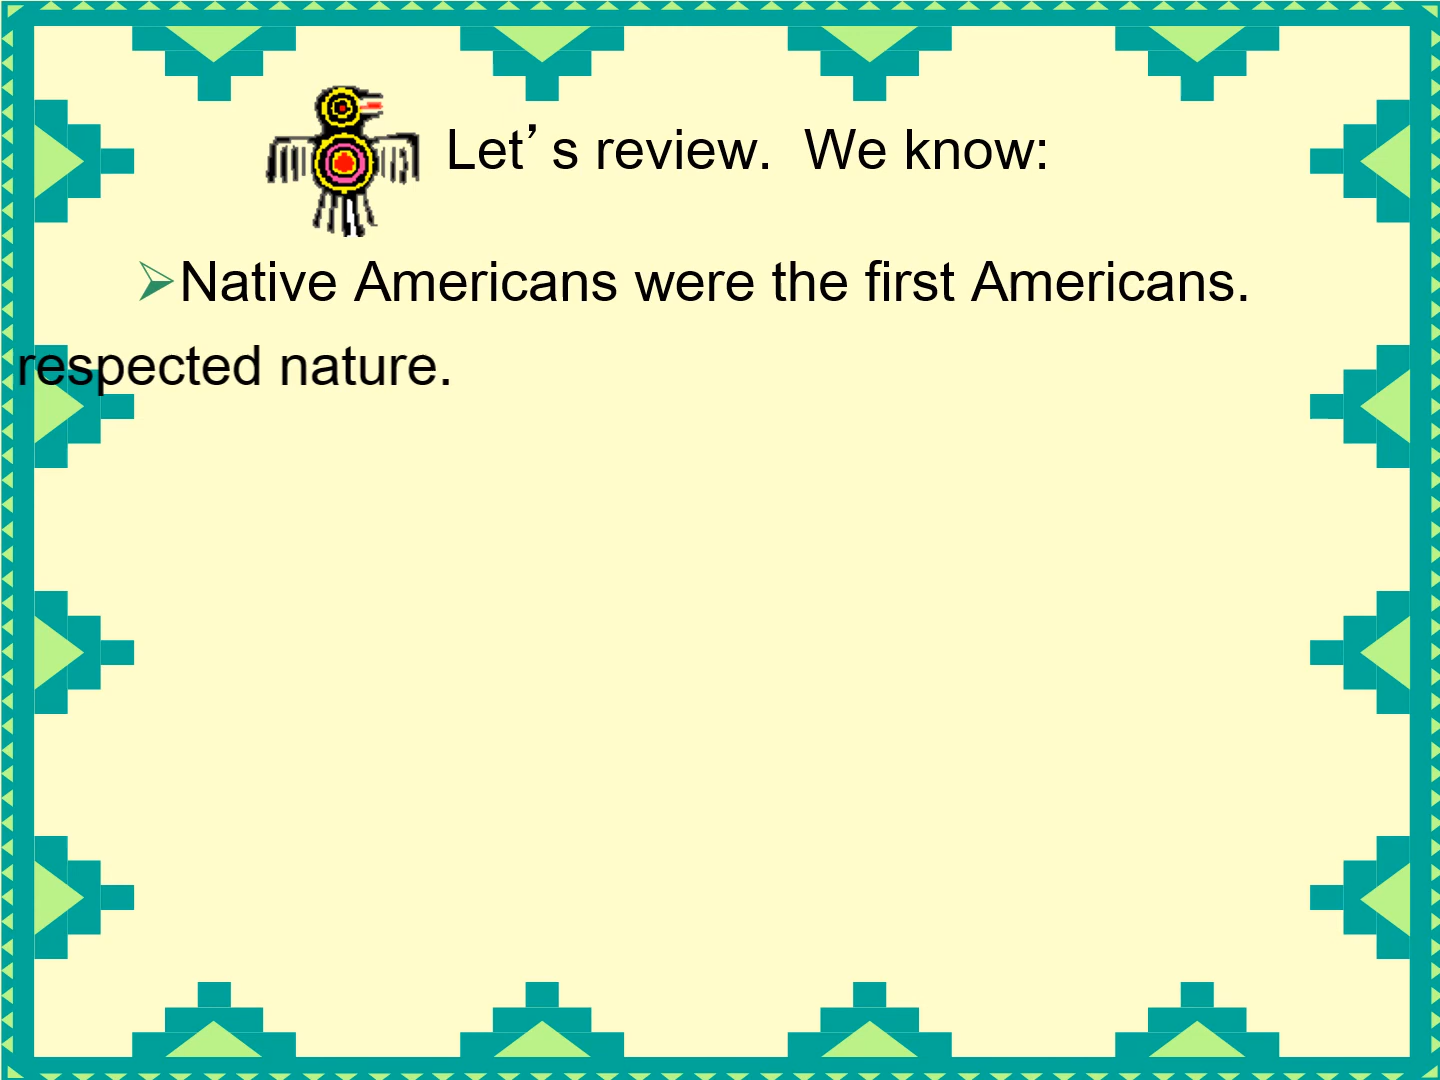 Let’s review.  We know:
➢Native Americans were the first Americans.
respected nature.